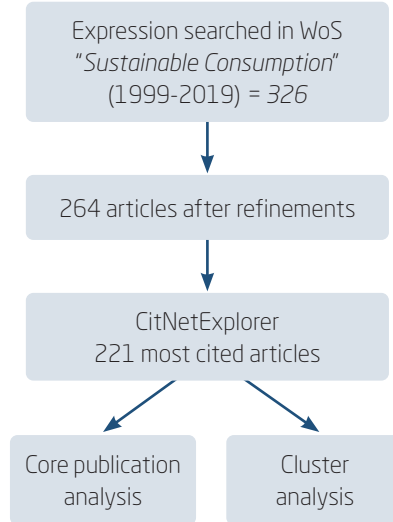 Expression searched in WoS
“Sustainable Consumption”
(1999-2019) = 326
264 articles after refinements
CitNetExplorer
221 most cited articles
Core publication
analysis
Cluster
analysis